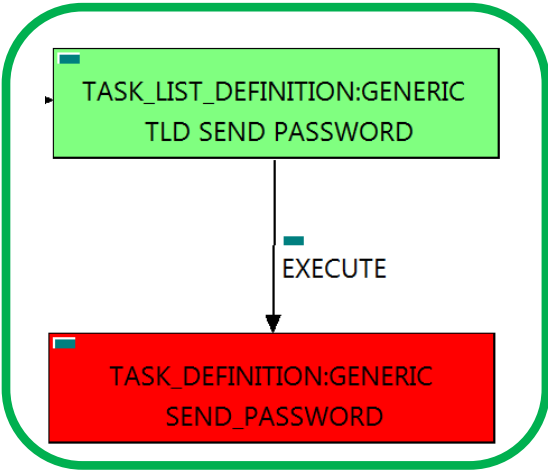 TASK_LIST_DEFINITION:GENERIC
TLD SEND PASSWORD
EXECUTE
TASK_DEFINITION:GENERIC
SEND_PASSWORD